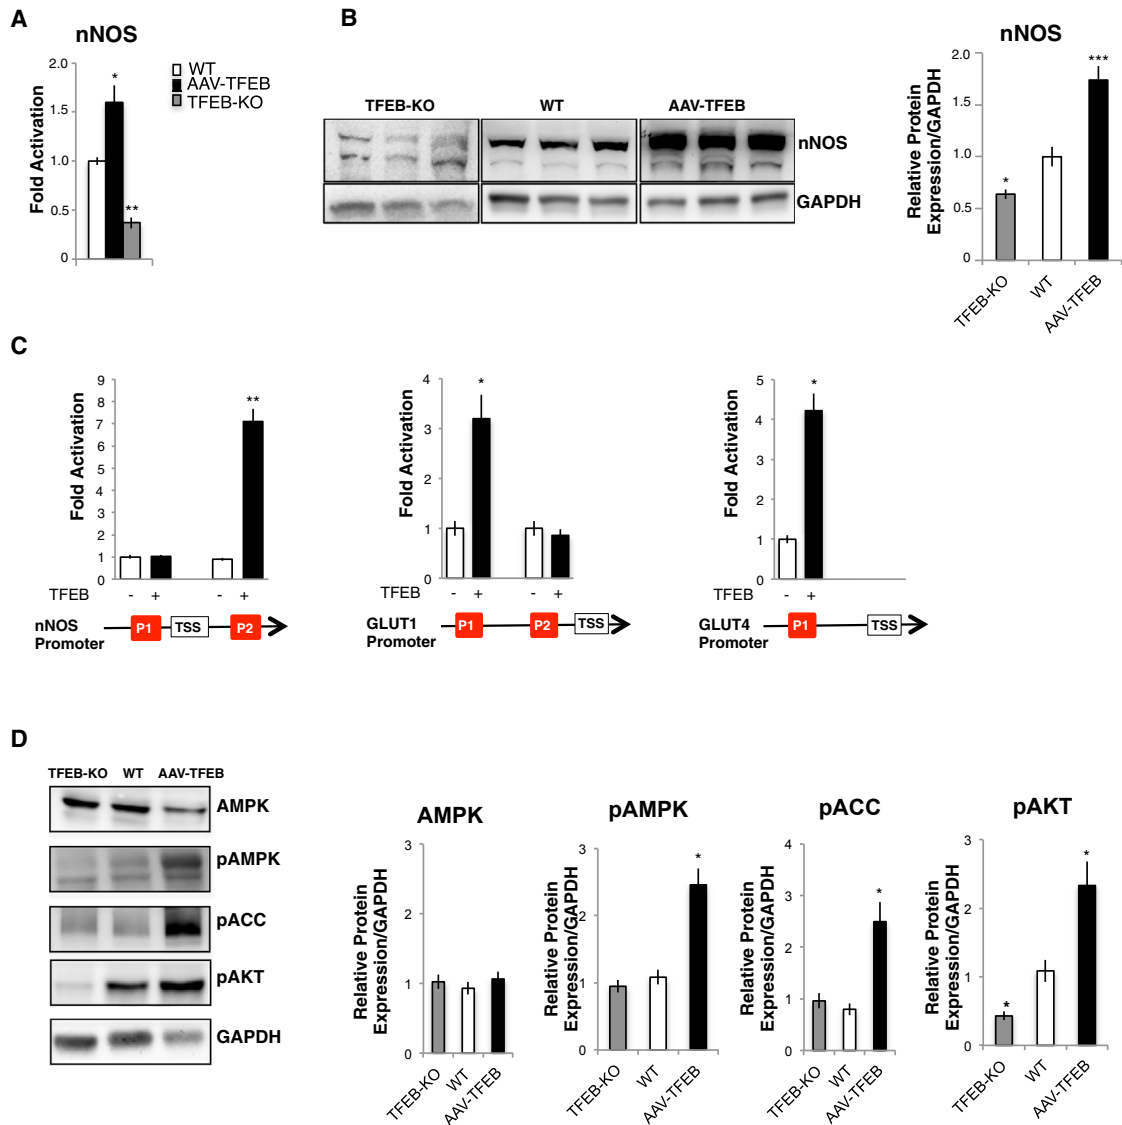 A
nNOS
Fold Activation
2.0
1.5
1.0
0.5
0
*
**
WT
AAV-TFEB
TFEB-KO
B
TFEB-KO WT AAV-TFEB
nNOS
GAPDH
nNOS
Relative Protein
Expression/GAPDH
2.0
1.5
1.0
0.5
0
*
***
TFEB-KO
WT
AAV-TFEB
C
Fold Activation
9
8
7
6
5
4
3
2
1
0
**
TFEB - + - +
nNOS
Promoter
P1 TSS P2
Fold Activation
4
3
2
1
0
*
TFEB - + - +
GLUT1
Promoter
P1 P2 TSS
Fold Activation
5
4
3
2
1
0
*
TFEB - +
GLUT4
Promoter
P1 TSS
D
TFEB-KO WT AAV-TFEB
AMPK
pAMPK
pACC
pAKT
GAPDH
AMPK
Relative Protein
Expression/GAPDH
3
2
1
0
TFEB-KO
WT
AAV-TFEB
pAMPK
Relative Protein
Expression/GAPDH
3
2
1
0
*
TFEB-KO
WT
AAV-TFEB
pACC
Relative Protein
Expression/GAPDH
4
3
2
1
0
*
TFEB-KO
WT
AAV-TFEB
pAKT
Relative Protein
Expression/GAPDH
3
2
1
0
*
*
TFEB-KO
WT
AAV-TFEB